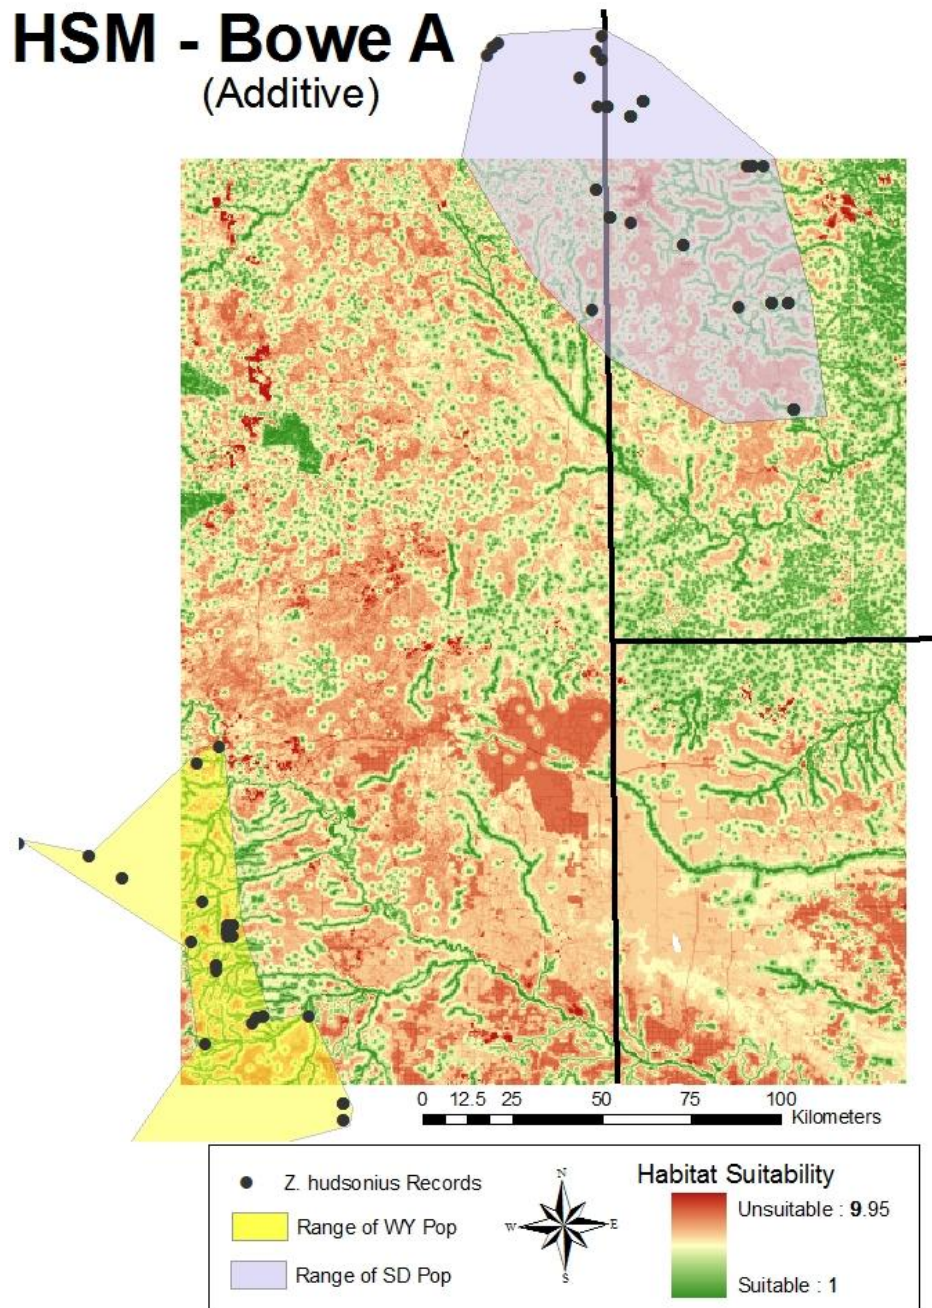 HSM - Bowe A
(Additive)
0 12.5 25 50 75 100
Kilometers
Z. hudsonius Records
Range of WY Pop
Range of SD Pop
N
W E
S
Habitat Suitability
Unsuitable : 9.95
Suitable : 1